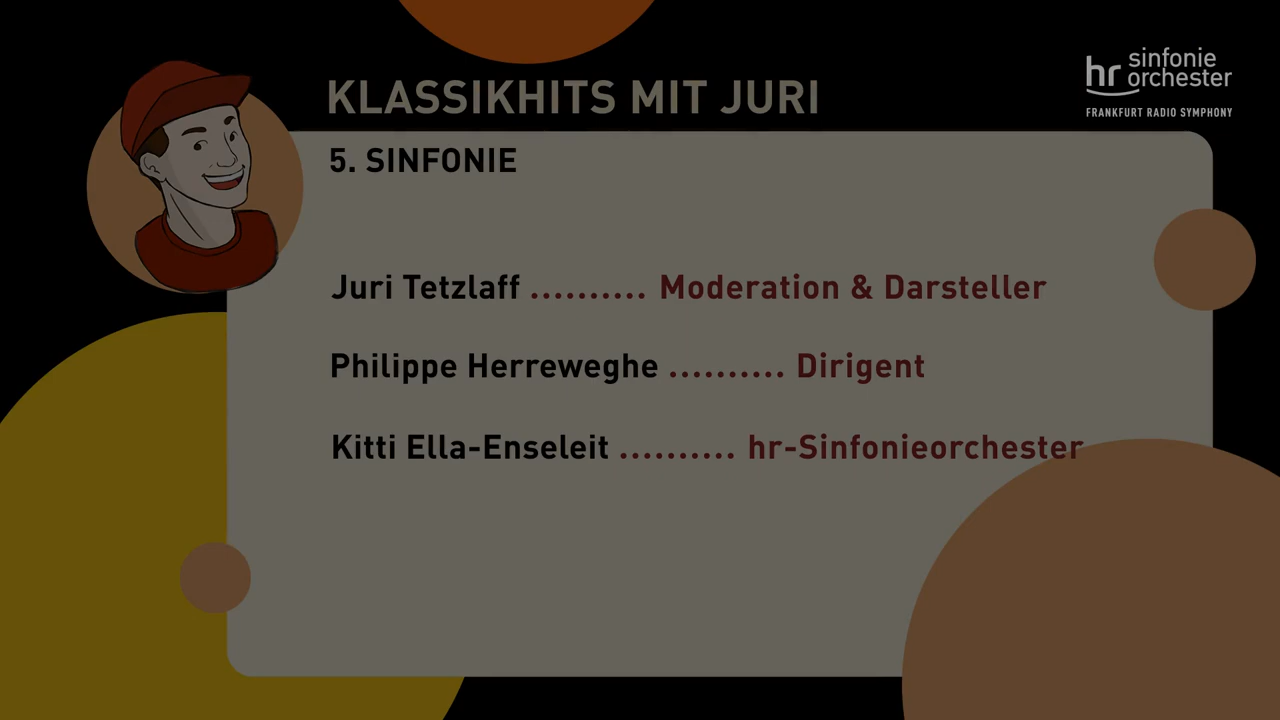 KLASSIKHITS MIT JURI
hr sinfonie orchester
FRANKFURT RADIO SYMPHONY
5. SINFONIE
Juri Tetzlaff .......... Moderation & Darsteller
Philippe Herreweghe .......... Dirigent
Kitti Ella-Enseleit .......... hr-Sinfonieorchester